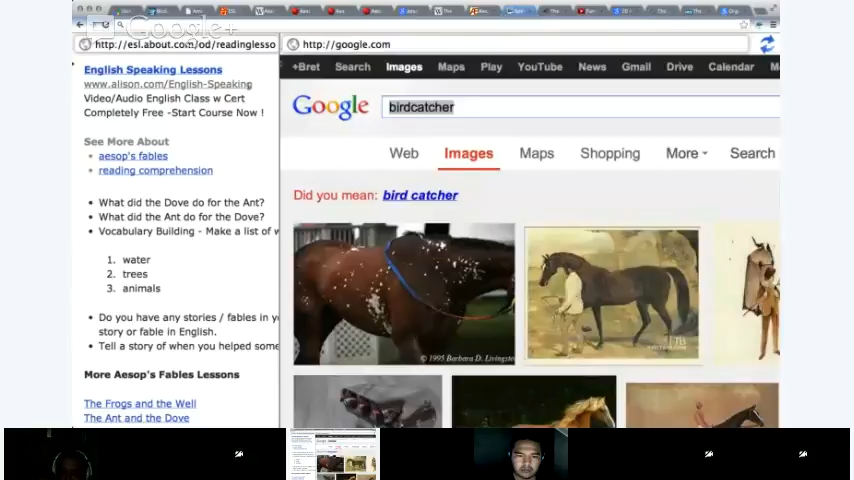 Google+
http://esl.about.com/od/readinglesso
http://google.com
English Speaking Lessons
www.alison.com/English-Speaking
Video/Audio English Class w Cert
Completely Free -Start Course Now !
See More About
aesop's fables
reading comprehension
What did the Dove do for the Ant?
What did the Ant do for the Dove?
Vocabulary Building - Make a list of w
1. water
2. trees
3. animals
Do you have any stories / fables in y
story or fable in English.
Tell a story of when you helped some
More Aesop's Fables Lessons
The Frogs and the Well
The Ant and the Dove
+Bret Search Images Maps Play YouTube News Gmail Drive Calendar M
Google birdcatcher
Web Images Maps Shopping More Search
Did you mean: bird catcher
© 1995 Barbara D. Livingste